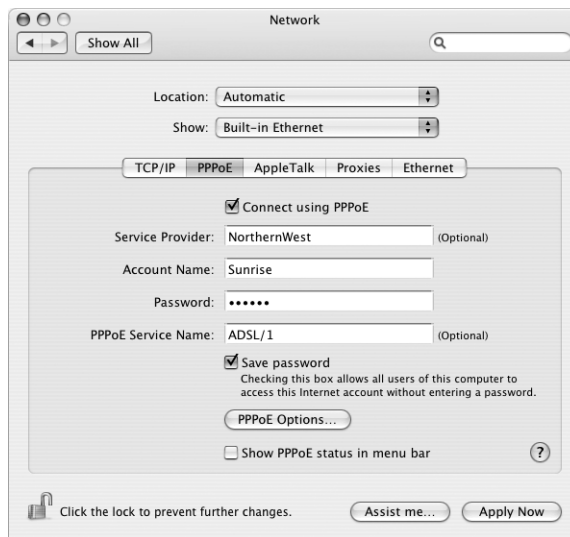 Network
Show All
Location: Automatic
Show: Built-in Ethernet
TCP/IP PPPoE AppleTalk Proxies Ethernet
Connect using PPPoE
Service Provider: NorthernWest (Optional)
Account Name: Sunrise
Password: ••••••
PPPoE Service Name: ADSL/1 (Optional)
Save password
Checking this box allows all users of this computer to
access this Internet account without entering a password.
PPPoE Options...
Show PPPoE status in menu bar ?
Click the lock to prevent further changes. Assist me... Apply Now